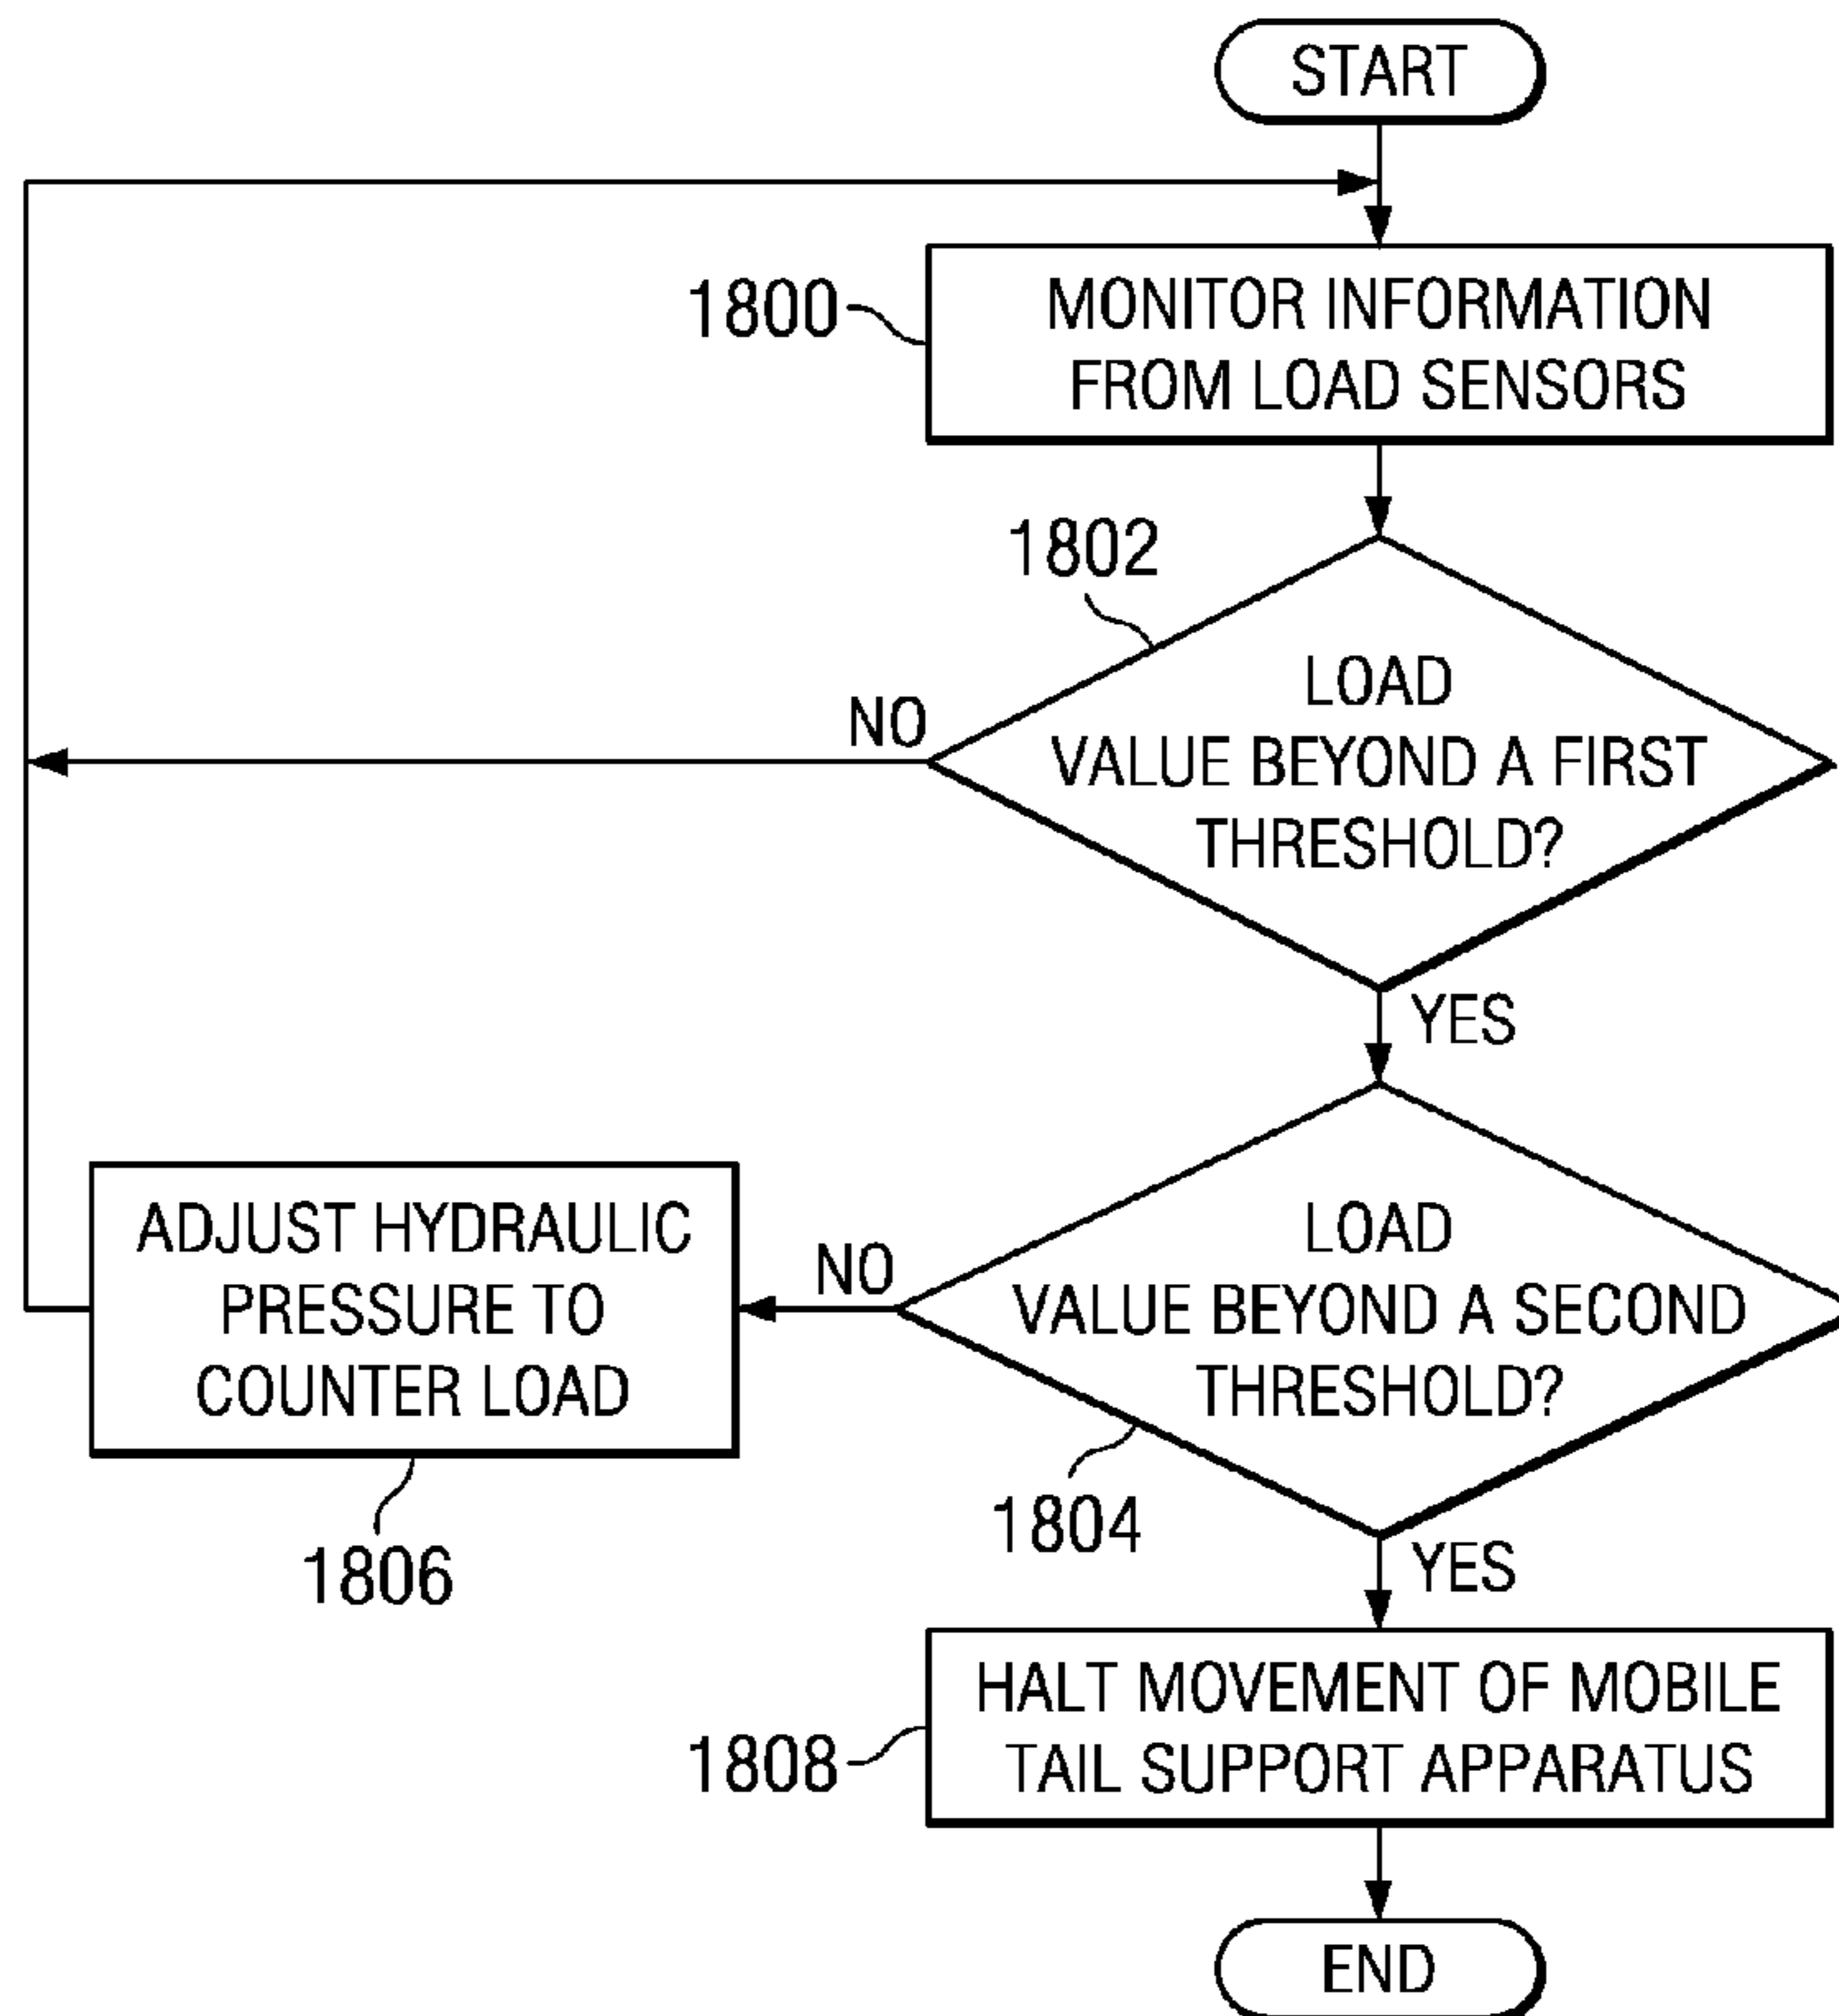 START
1800
MONITOR INFORMATION
FROM LOAD SENSORS
1802
LOAD
VALUE BEYOND A FIRST
THRESHOLD?
NO
YES
LOAD
VALUE BEYOND A SECOND
THRESHOLD?
1804
NO
ADJUST HYDRAULIC
PRESSURE TO
COUNTER LOAD
1806
YES
1808
HALT MOVEMENT OF MOBILE
TAIL SUPPORT APPARATUS
END